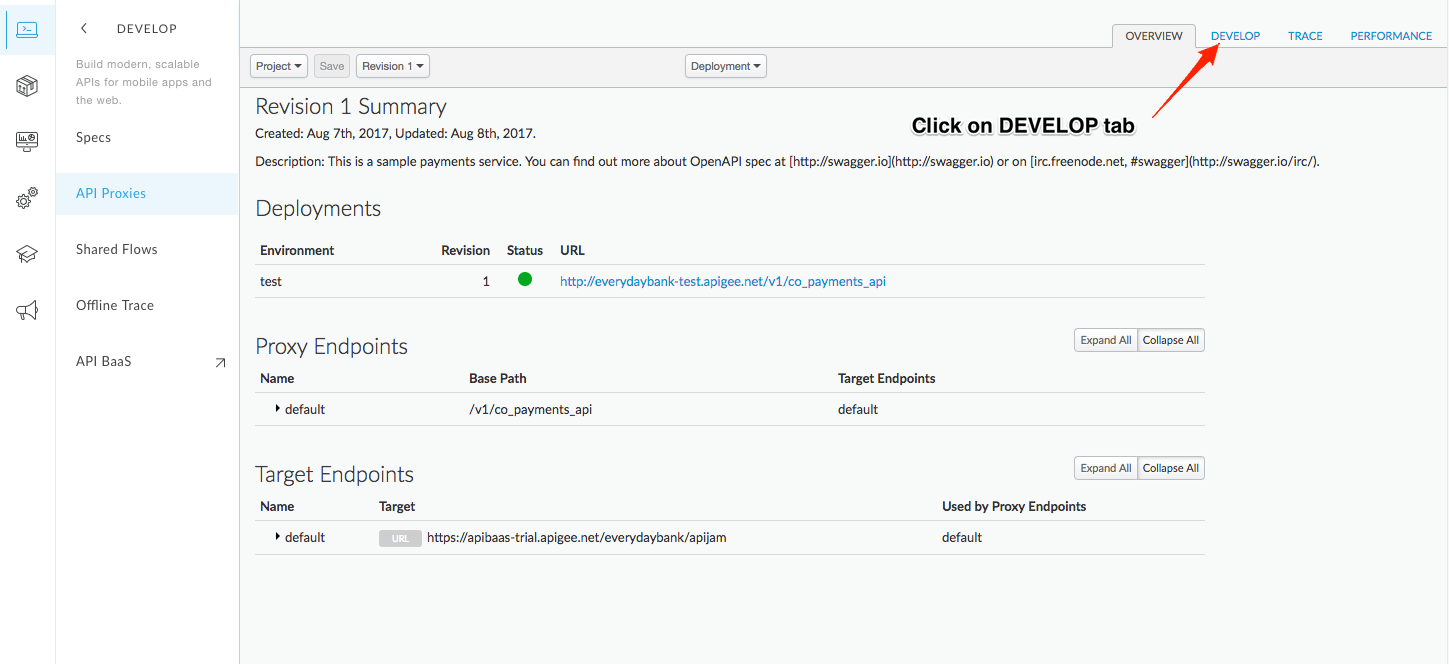 DEVELOP
Build modern, scalable
APIs for mobile apps and
the web.
Specs
API Proxies
Shared Flows
Offline Trace
API BaaS
OVERVIEW DEVELOP TRACE PERFORMANCE
Project Save Revision 1 Deployment
Revision 1 Summary
Click on DEVELOP tab
Created: Aug 7th, 2017, Updated: Aug 8th, 2017.
Description: This is a sample payments service. You can find out more about OpenAPI spec at [http://swagger.io](http://swagger.io) or on [irc.freenode.net, #swagger](http://swagger.io/irc/).
Deployments
Environment Revision Status URL
test 1 http://everydaybank-test.apigee.net/v1/co_payments_api
Proxy Endpoints Expand All Collapse All
Name Base Path Target Endpoints
default /v1/co_payments_api default
Target Endpoints Expand All Collapse All
Name Target Used by Proxy Endpoints
default URL https://apibaas-trial.apigee.net/everydaybank/apijam default